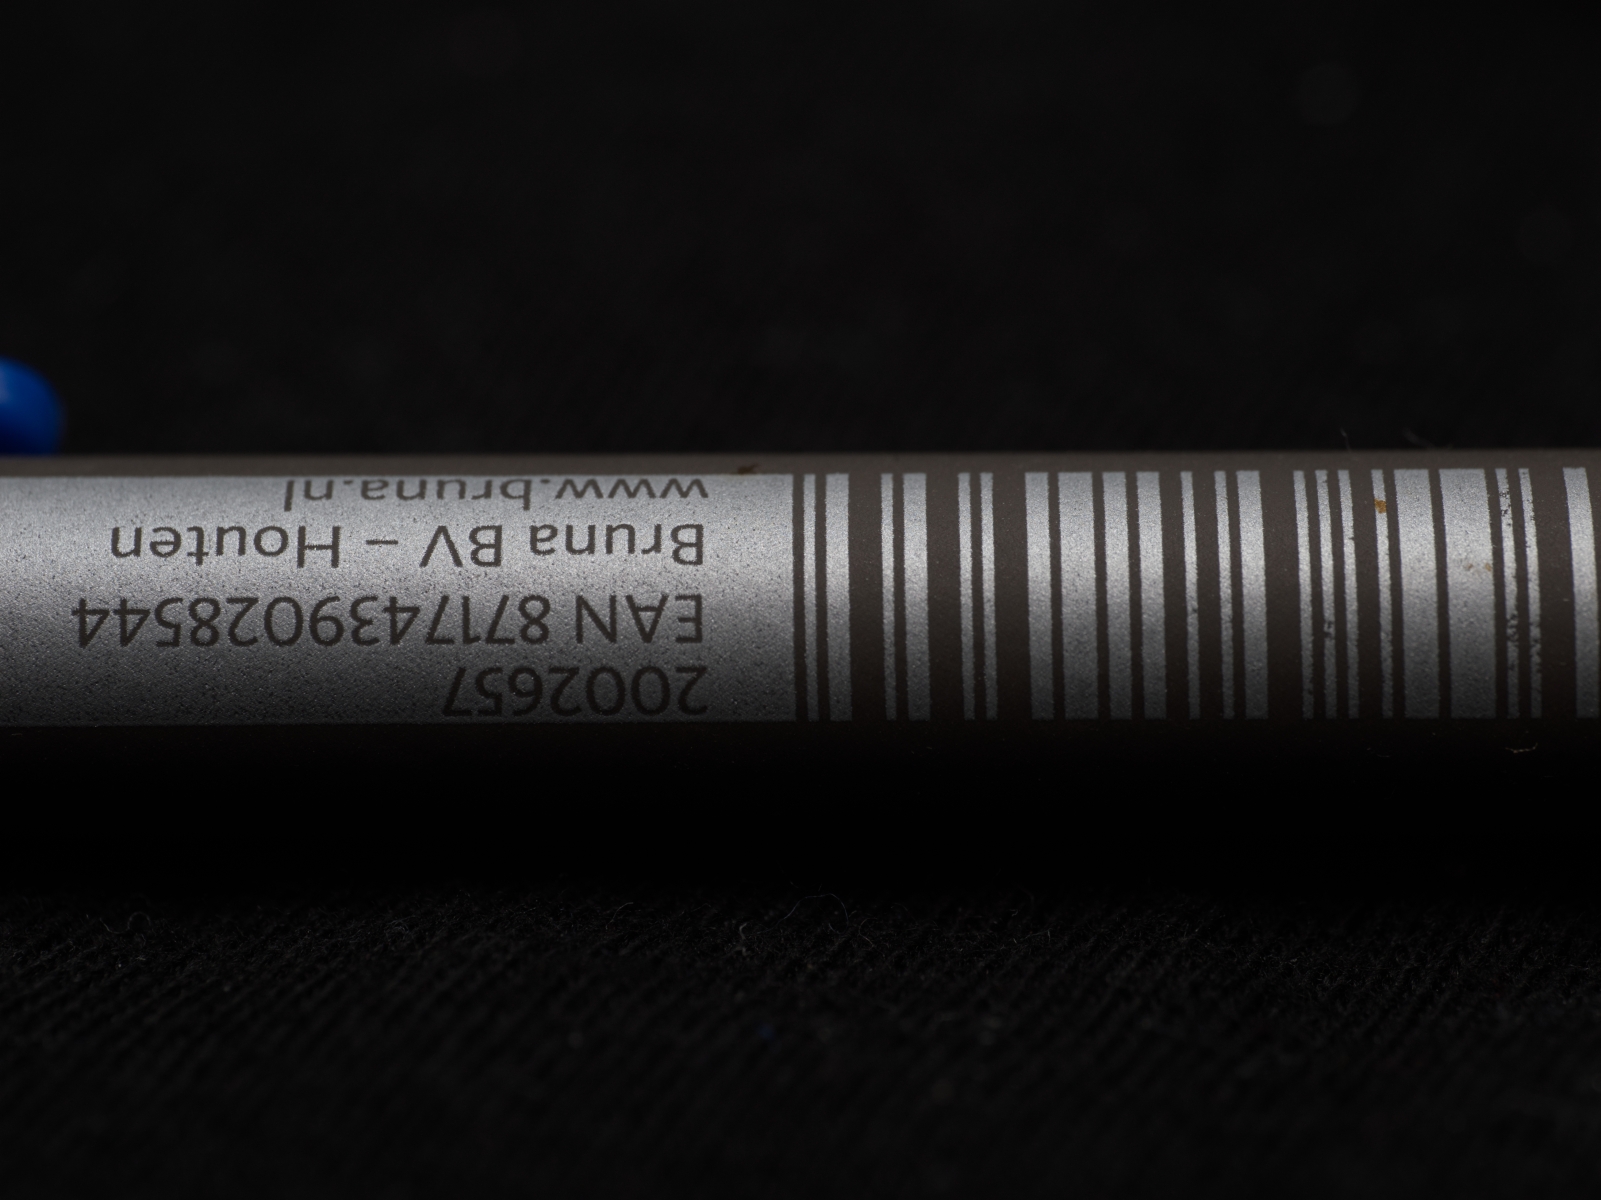 2002657
EAN 8717439028544
Bruna BV – Houten
www.bruna.nl